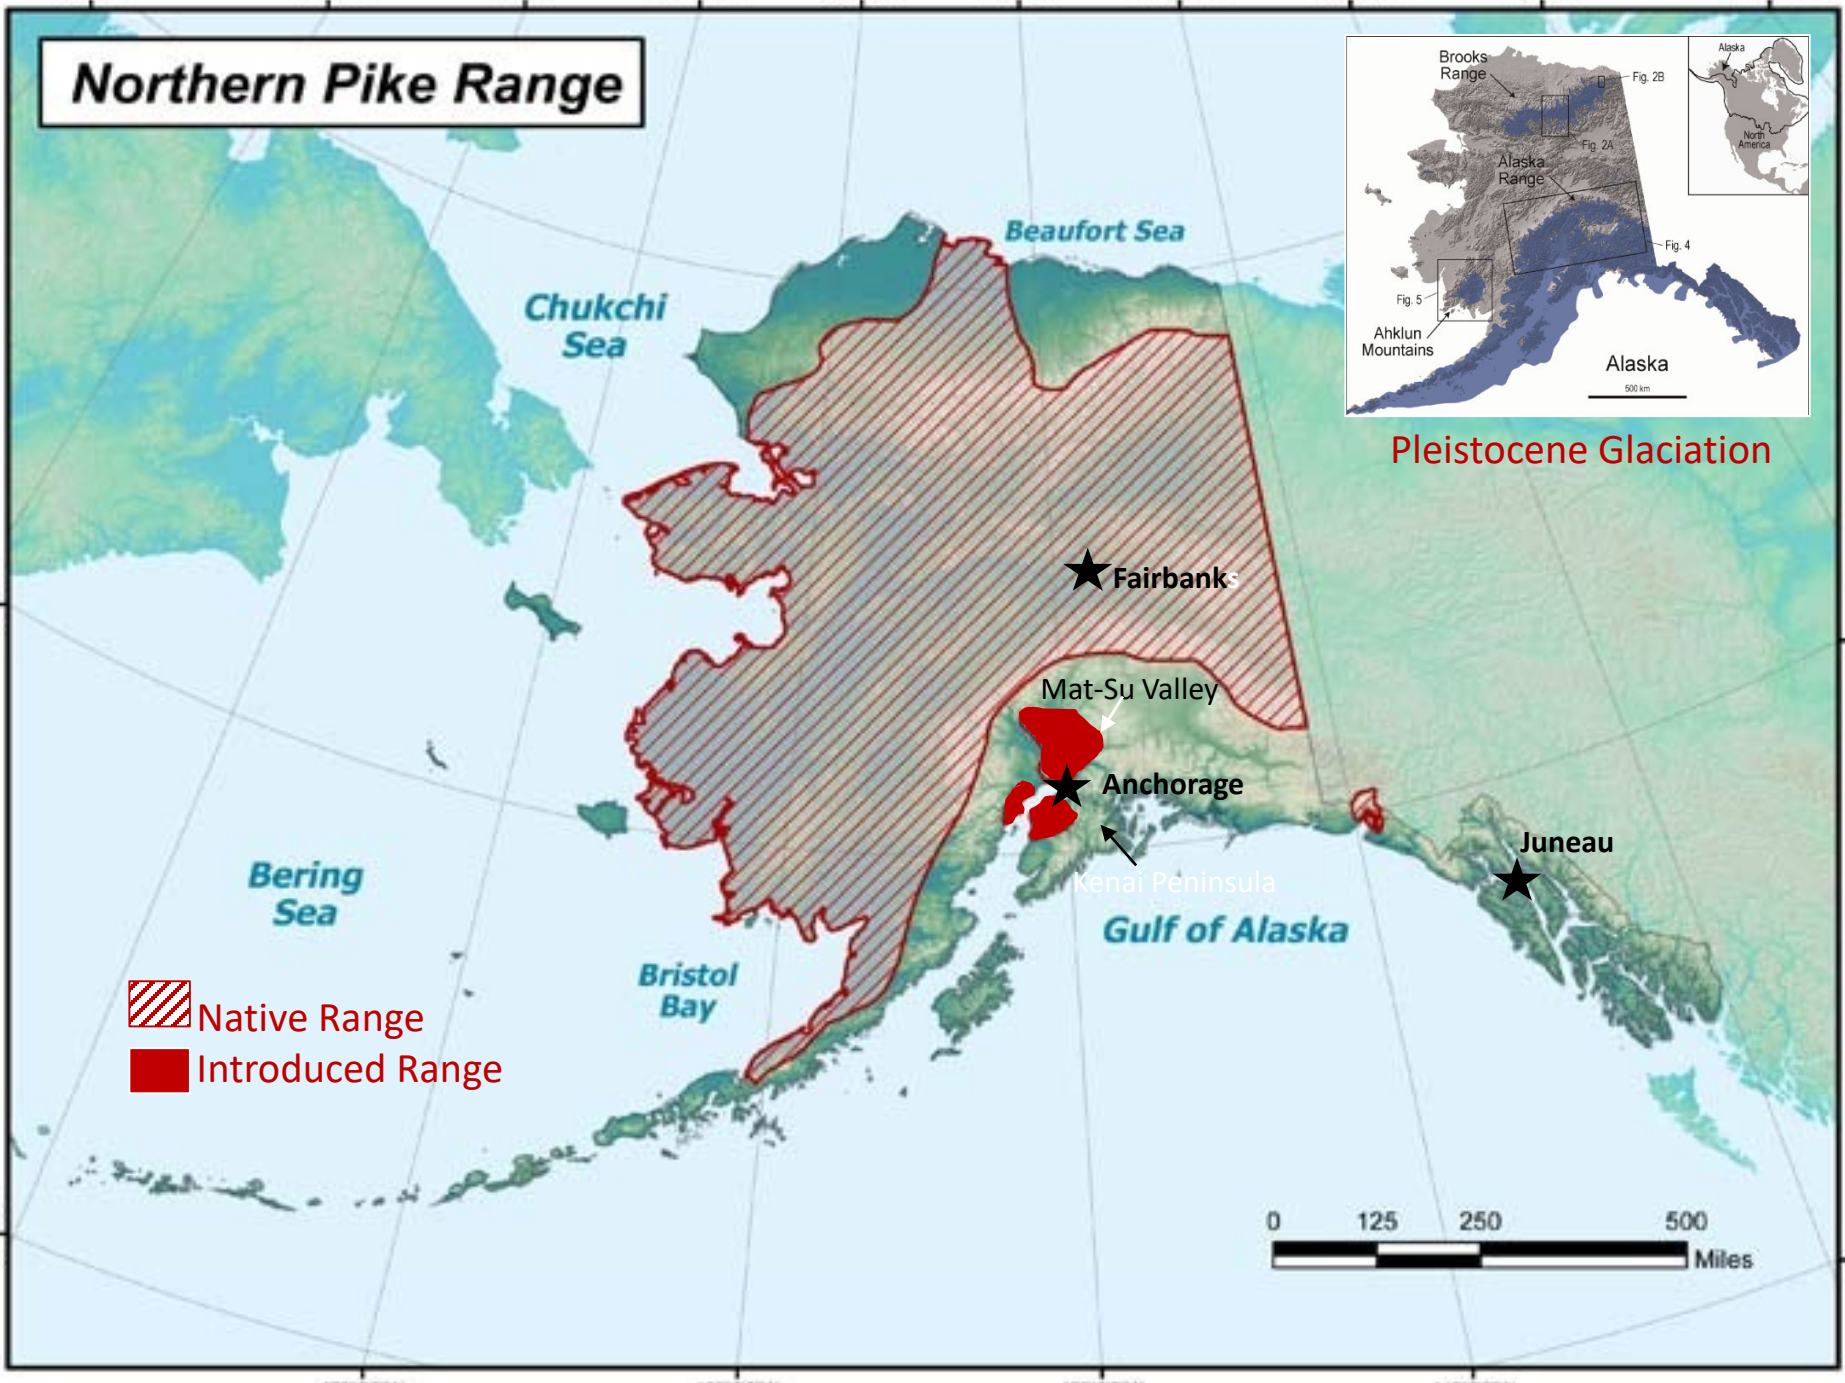 Northern Pike Range
Brooks
Range
Fig. 2B
Fig. 2A
Alaska
Range
Fig. 4
Fig. 5
Ahklun
Mountains
Alaska
500 km
Alaska
North
America
Pleistocene Glaciation
Beaufort Sea
Chukchi
Sea
Fairbanks
Mat-Su Valley
Anchorage
Juneau
Kenai Peninsula
Gulf of Alaska
Bering
Sea
Bristol
Bay
Native Range
Introduced Range
0 125 250 500
Miles